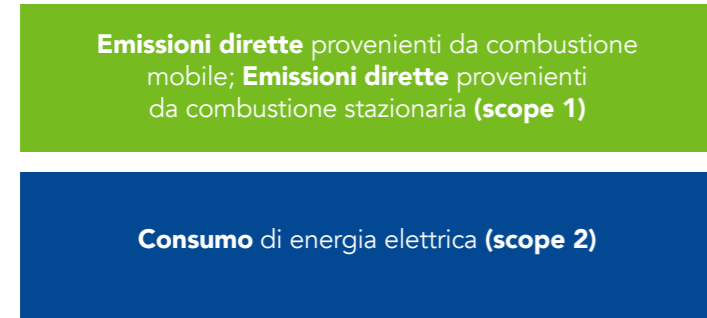 Emissioni dirette provenienti da combustione
mobile; Emissioni dirette provenienti
da combustione stazionaria (scope 1)
Consumo di energia elettrica (scope 2)